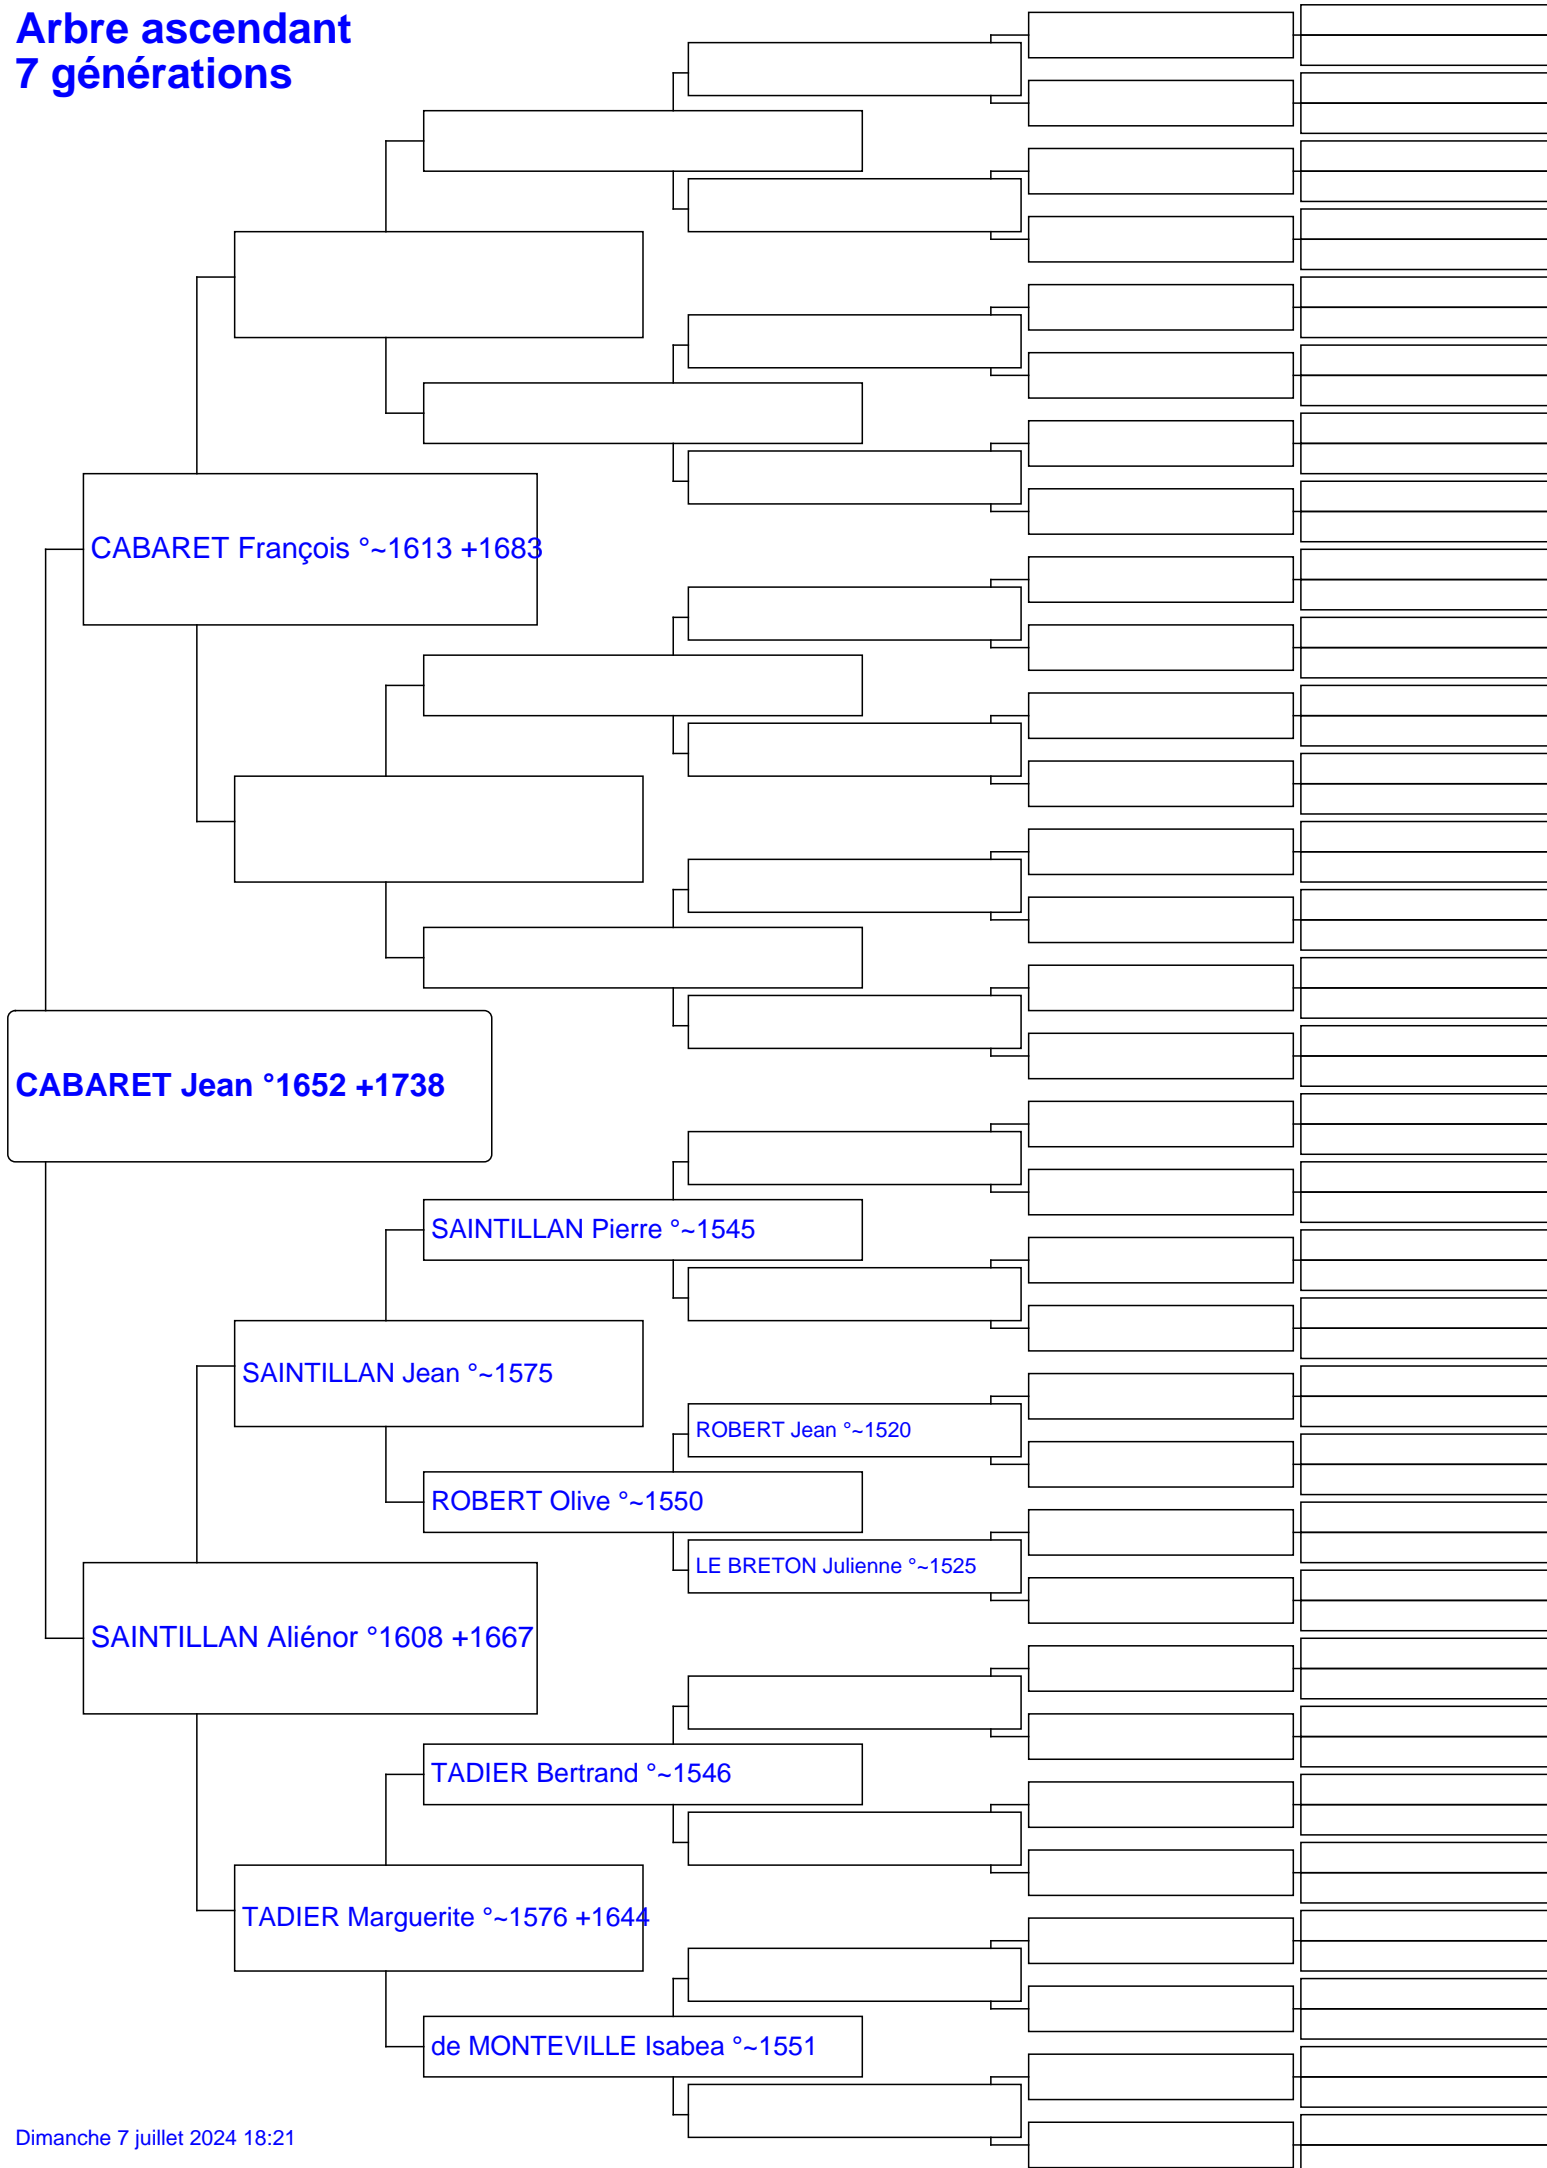 Arbre ascendant
7 générations
CABARET François °~1613 +1683
CABARET Jean °1652 +1738
SAINTILLAN Pierre °~1545
SAINTILLAN Jean °~1575
ROBERT Jean °~1520
ROBERT Olive °~1550
LE BRETON Julienne °~1525
SAINTILLAN Aliénor °1608 +1667
TADIER Bertrand °~1546
TADIER Marguerite °~1576 +1644
de MONTEVILLE Isabea °~1551
Dimanche 7 juillet 2024 18:21